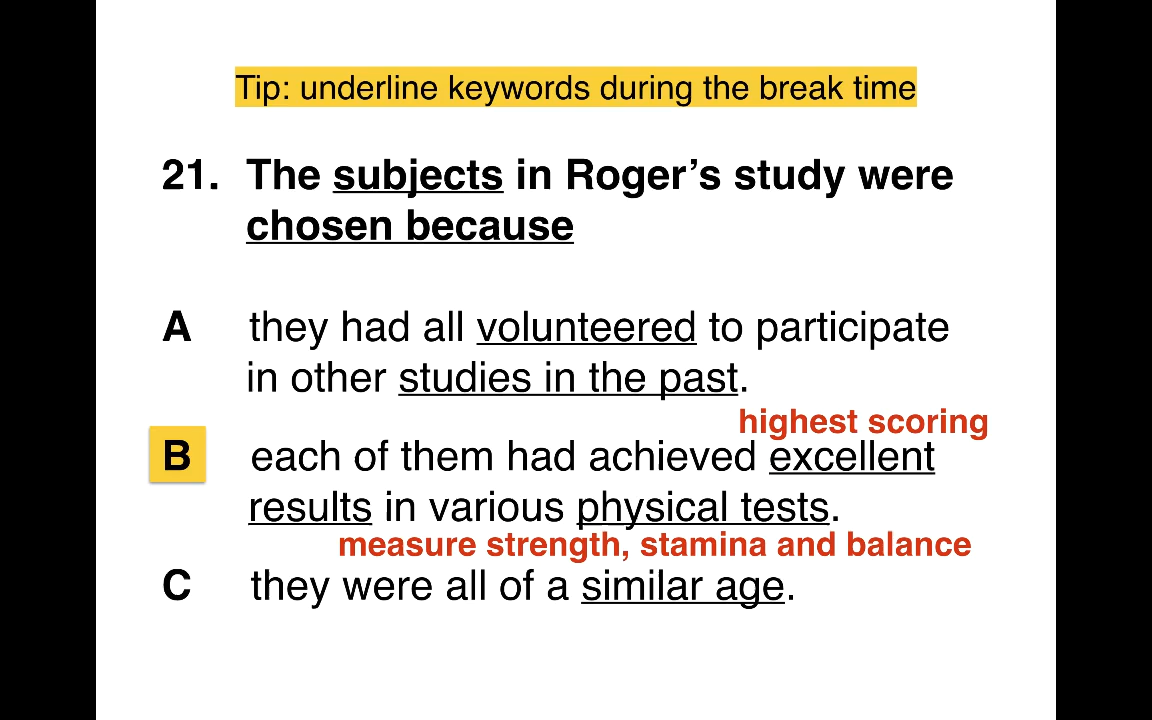 Tip: underline keywords during the break time
21. The subjects in Roger’s study were
chosen because
A they had all volunteered to participate
in other studies in the past.
highest scoring
B each of them had achieved excellent
results in various physical tests.
measure strength, stamina and balance
C they were all of a similar age.